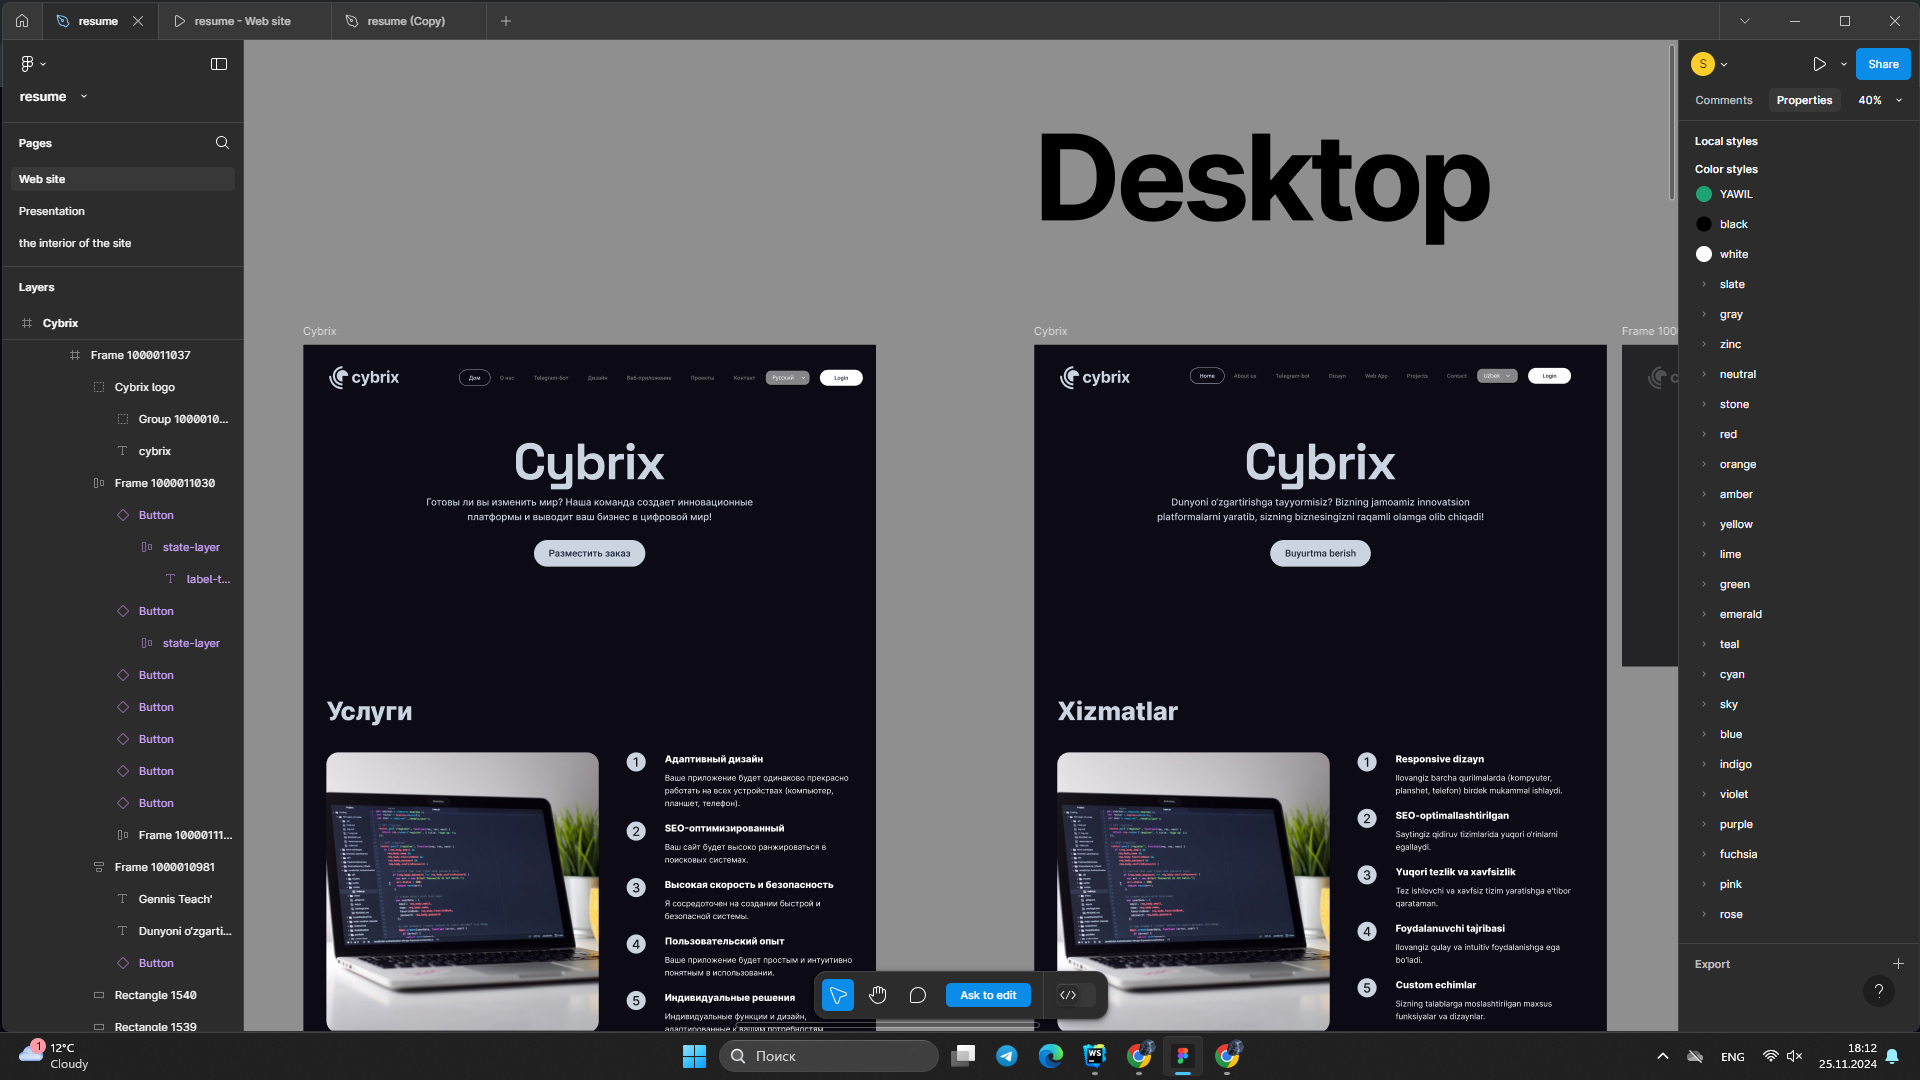 resume
resume - Web site
resume (Copy)
resume
Pages
Web site
Presentation
the interior of the site
Layers
Cybrix
Frame 1000011037
Cybrix logo
Group 1000010...
cybrix
Frame 1000011030
Button
state-layer
label-t...
Button
state-layer
Button
Button
Button
Button
Button
Frame 10000111...
Frame 1000010981
Gennis Teach'
Dunyoni o'zgarti...
Button
Rectangle 1540
Rectangle 1539
Desktop
Cybrix
cybrix
Дом
О нас
Telegram-бот
Дизайн
Веб-приложения
Проекты
Контакт
Русский
Login
Cybrix
Готовы ли вы изменить мир? Наша команда создает инновационные
платформы и выводит ваш бизнес в цифровой мир!
Разместить заказ
Услуги
1 Адаптивный дизайн
Ваше приложение будет одинаково прекрасно
работать на всех устройствах (компьютер,
планшет, телефон).
2 SEO-оптимизированный
Ваш сайт будет высоко ранжироваться в
поисковых системах.
3 Высокая скорость и безопасность
Я сосредоточен на создании быстрой и
безопасной системы.
4 Пользовательский опыт
Ваше приложение будет простым и интуитивно
понятным в использовании.
5 Индивидуальные решения
Индивидуальные функции и дизайн,
адаптированные к вашим потребностям
Cybrix
cybrix
Home
About us
Telegram bot
Dizayn
Web App
Projects
Contact
Login
Cybrix
Dunyoni o'zgartirishga tayyormisiz? Bizning jamoamiz innovatsion
platformalarni yaratib, sizning biznesingizni raqamli olamga olib chiqadi!
Buyurtma berish
Xizmatlar
1 Responsive dizayn
Ilovangiz barcha qurilmalarda (kompyuter,
planshet, telefon) birdek mukammal ishlaydi.
2 SEO-optimallashtirilgan
Saytingiz qidiruv tizimlarida yuqori o'rinlarni
egallaydi.
3 Yuqori tezlik va xavfsizlik
Tez ishlovchi va xavfsiz tizim yaratishga e'tibor
qarataman.
4 Foydalanuvchi tajribasi
Ilovangiz qulay va intuitiv foydalanishga ega
bo'ladi.
5 Custom echimlar
Sizning talablarga moslashtirilgan maxsus
funksiyalar va dizaynlar.
Frame 100
Ask to edit
S
Share
Comments
Properties
40%
Local styles
Color styles
YAWIL
black
white
slate
gray
zinc
neutral
stone
red
orange
amber
yellow
lime
green
emerald
teal
cyan
sky
blue
indigo
violet
purple
fuchsia
pink
rose
Export
?
1
12°C
Cloudy
Поиск
WS
ENG
18:12
25.11.2024